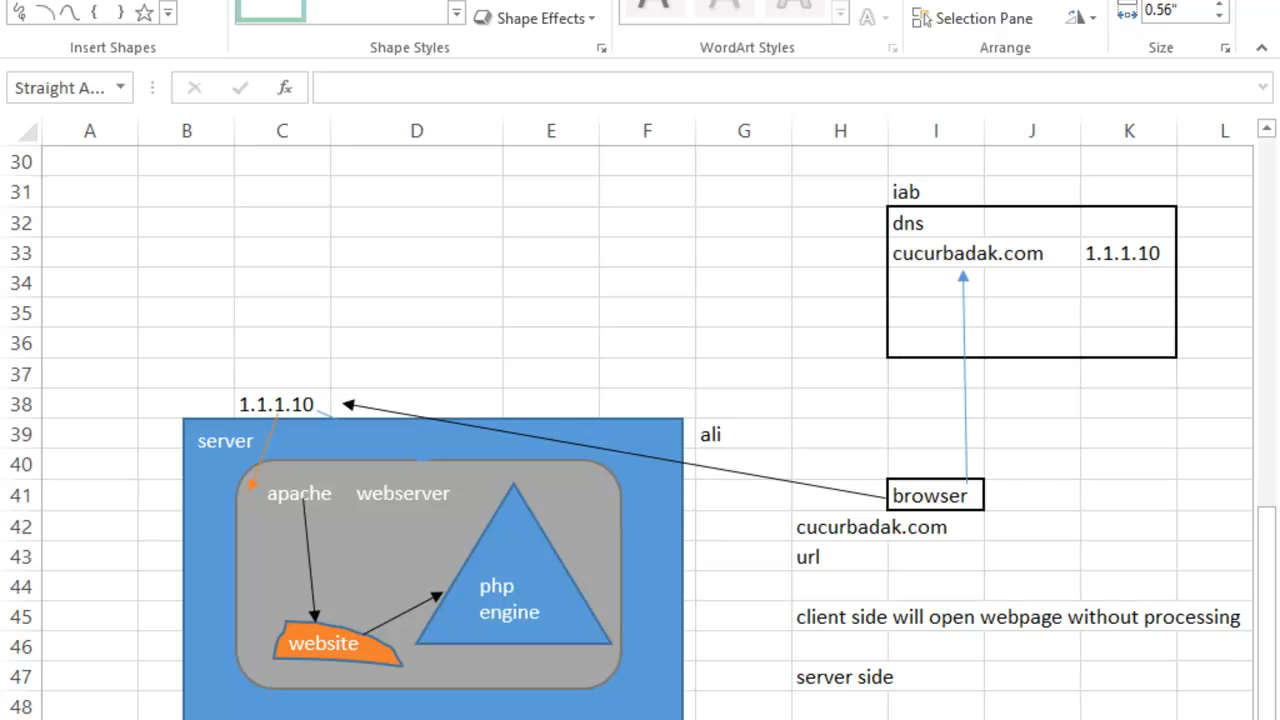 Shape Effects
Selection Pane
0.56"
Insert Shapes
Shape Styles
WordArt Styles
Arrange
Size
Straight A...
fx
A B C D E F G H I J K L
30
31 iab
32 dns
33 cucurbadak.com 1.1.1.10
34
35
36
37
38 1.1.1.10
39 server ali
40
41 apache webserver browser
42 cucurbadak.com
43 url
44 php
45 engine client side will open webpage without processing
46 website
47 server side
48